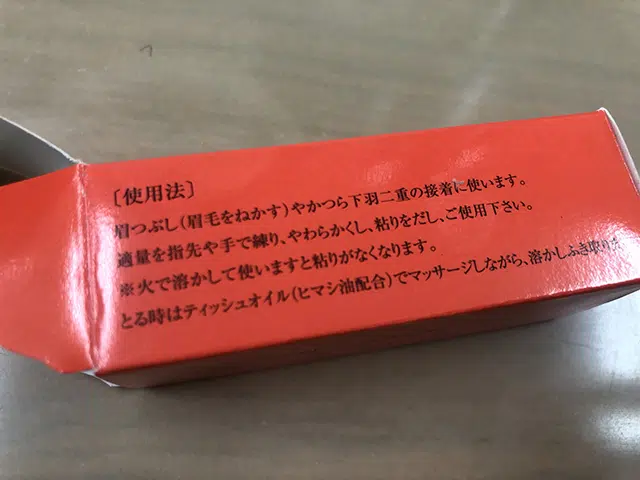 〔使用法〕
眉つぶし(眉毛をねかす)やかつら下羽二重の接着に使います。
適量を指先や手で練り、やわらかくし、粘りをだし、ご使用下さい。
※火で溶かして使いますと粘りがなくなります。
とる時はティッシュオイル(ヒマシ油配合)でマッサージしながら、溶かしふき取り